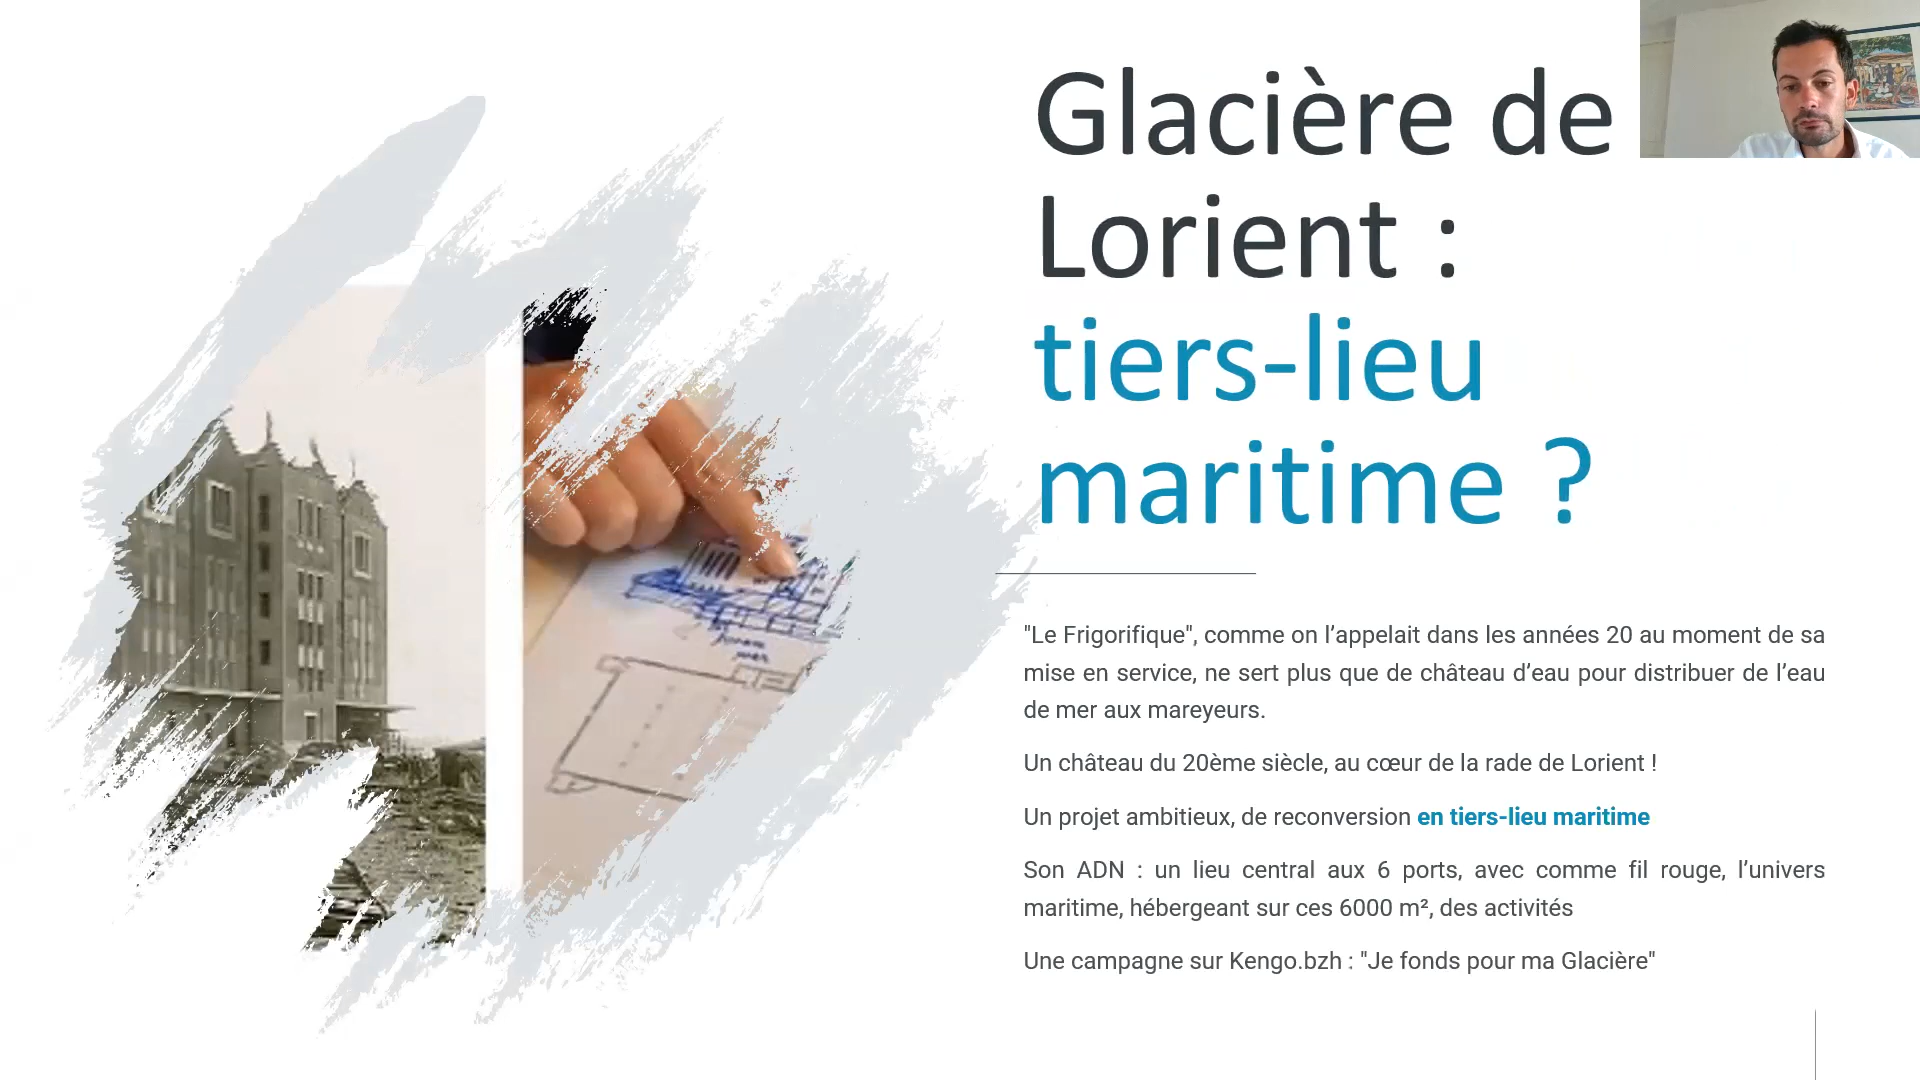 Glacière de
Lorient :
tiers-lieu
maritime ?
"Le Frigorifique", comme on l’appelait dans les années 20 au moment de sa
mise en service, ne sert plus que de château d’eau pour distribuer de l’eau
de mer aux mareyeurs.
Un château du 20ème siècle, au cœur de la rade de Lorient !
Un projet ambitieux, de reconversion en tiers-lieu maritime
Son ADN : un lieu central aux 6 ports, avec comme fil rouge, l’univers
maritime, hébergeant sur ces 6000 m², des activités
Une campagne sur Kengo.bzh : "Je fonds pour ma Glacière"